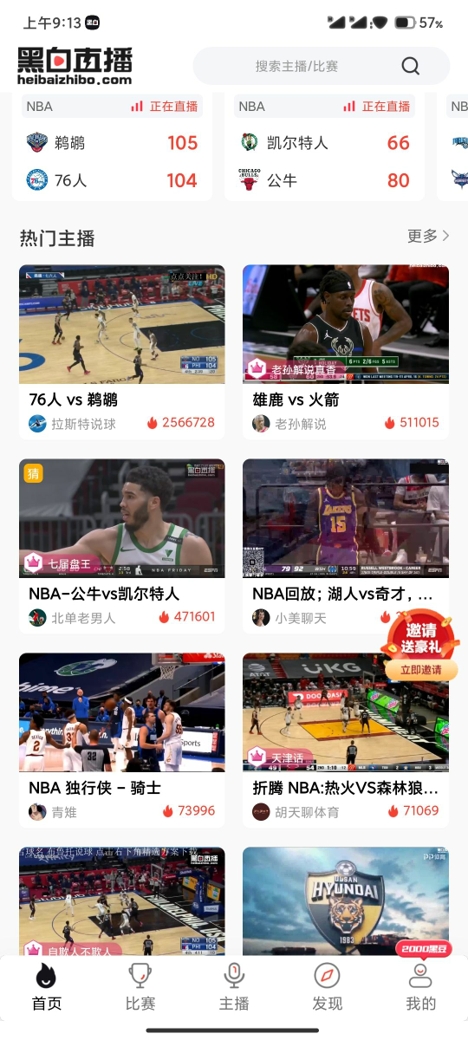 上午9:13
57%
黑白直播
heibaizhibo.com
搜索主播/比赛
NBA 正在直播
鹈鹕 105
76人 104
NBA 正在直播
凯尔特人 66
公牛 80
热门主播
更多
76人 vs 鹈鹕
拉斯特说球 2566728
老孙解说真香
雄鹿 vs 火箭
老孙解说 511015
猜
七届盘王
NBA-公牛vs凯尔特人
北单老男人 471601
LAKERS
15
NBA回放；湖人vs奇才，...
小美聊天
邀请
送豪礼
立即邀请
NBA 独行侠 - 骑士
青雉 73996
UKG
天津话
折腾 NBA:热火VS森林狼...
胡天聊体育 71069
自欺人不欺人
HYUNDAI
1983
2000黑豆
首页
比赛
主播
发现
我的